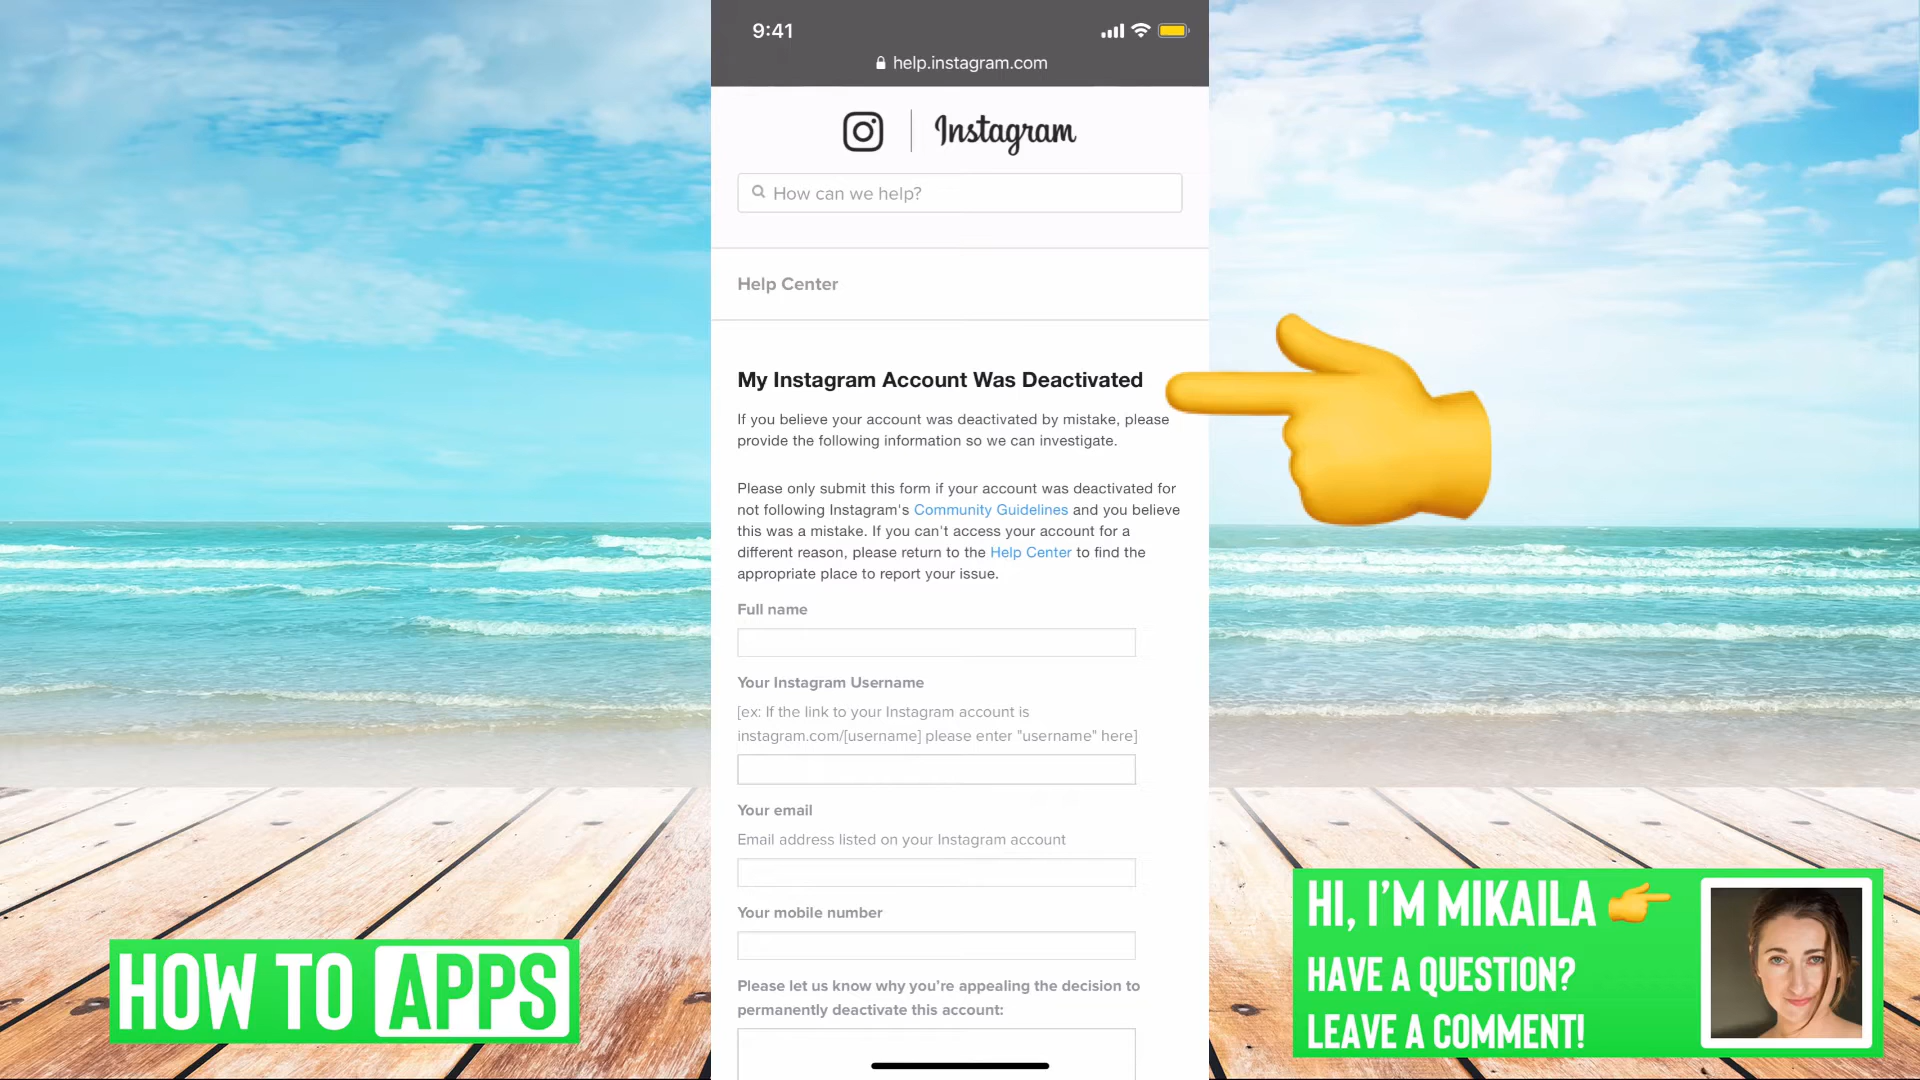 9:41
help.instagram.com
Instagram
How can we help?
Help Center
My Instagram Account Was Deactivated
If you believe your account was deactivated by mistake, please
provide the following information so we can investigate.
Please only submit this form if your account was deactivated for
not following Instagram's Community Guidelines and you believe
this was a mistake. If you can't access your account for a
different reason, please return to the Help Center to find the
appropriate place to report your issue.
Full name
Your Instagram Username
[ex: If the link to your Instagram account is
instagram.com/[username] please enter "username" here]
Your email
Email address listed on your Instagram account
Your mobile number
Please let us know why you're appealing the decision to
permanently deactivate this account:
HOW TO APPS
HI, I'M MIKAILA
HAVE A QUESTION?
LEAVE A COMMENT!